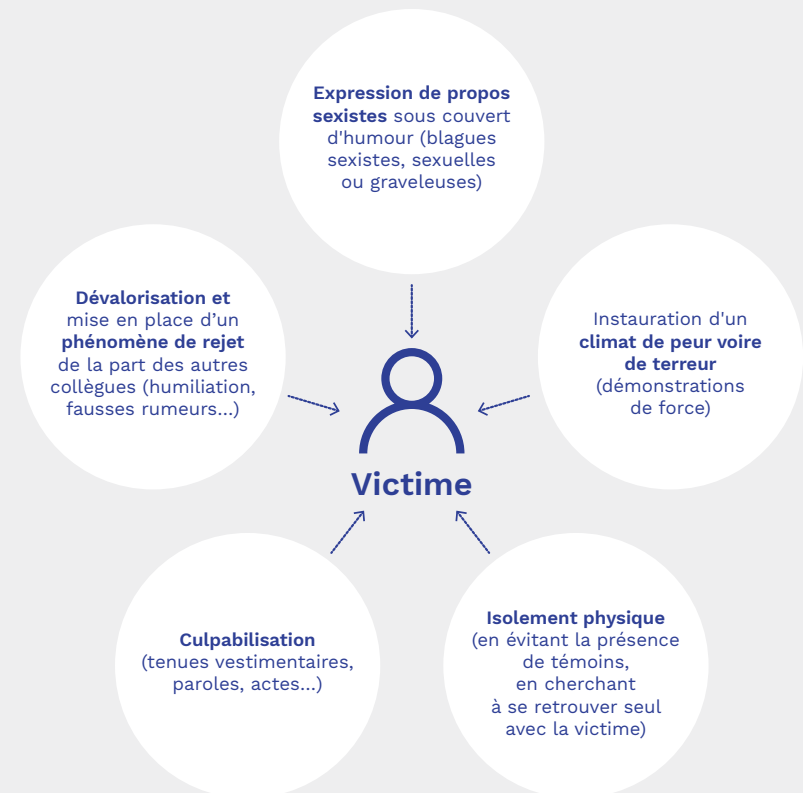 Expression de propos
sexistes sous couvert
d'humour (blagues
sexistes, sexuelles
ou graveleuses)
Dévalorisation et
mise en place d’un
phénomène de rejet
de la part des autres
collègues (humiliation,
fausses rumeurs...)
Instauration d'un
climat de peur voire
de terreur
(démonstrations
de force)
Victime
Culpabilisation
(tenues vestimentaires,
paroles, actes...)
Isolement physique
(en évitant la présence
de témoins,
en cherchant
à se retrouver seul
avec la victime)